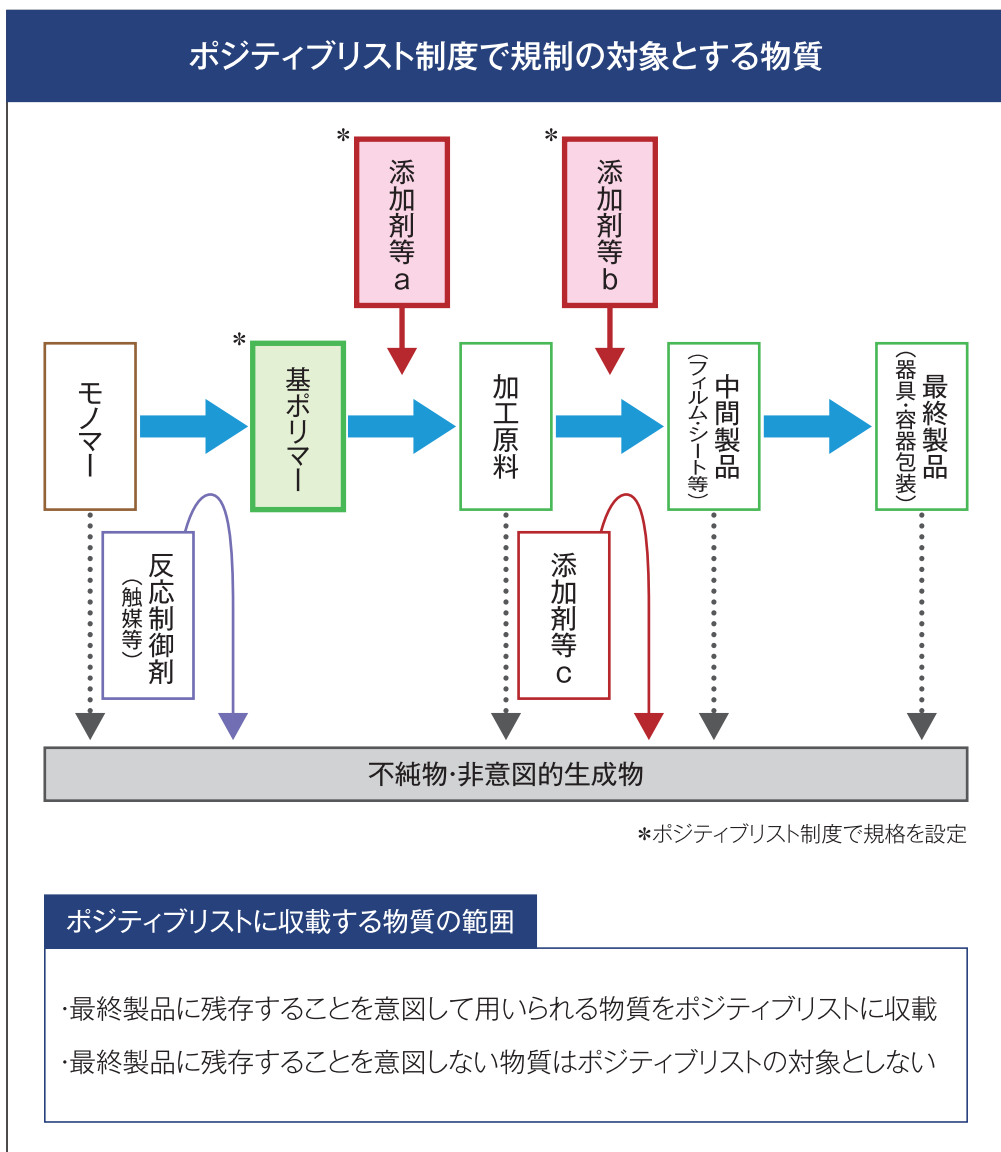 ポジティブリスト制度で規制の対象とする物質
*
添加剤等a
*
添加剤等b
モノマー
*
基ポリマー
加工原料
中間製品
（フィルム・シート等）
最終製品
（器具・容器包装）
反応制御剤
（触媒等）
添加剤等c
不純物・非意図的生成物
*ポジティブリスト制度で規格を設定
ポジティブリストに収載する物質の範囲
・最終製品に残存することを意図して用いられる物質をポジティブリストに収載
・最終製品に残存することを意図しない物質はポジティブリストの対象としない